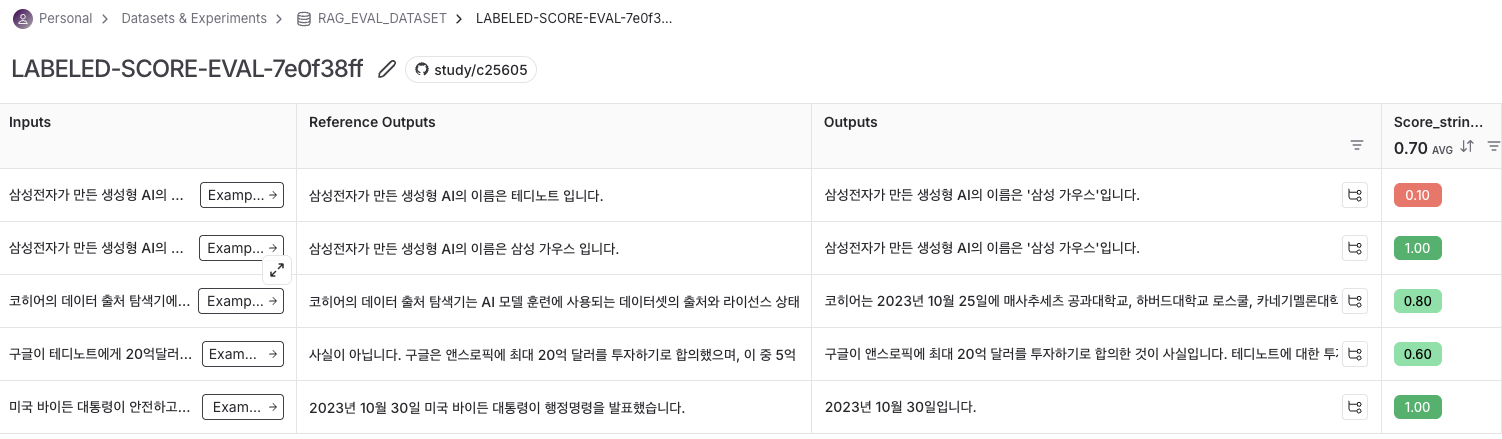 Personal > Datasets & Experiments > RAG_EVAL_DATASET > LABELED-SCORE-EVAL-7e0f3...
LABELED-SCORE-EVAL-7e0f38ff study/c25605
Inputs Reference Outputs Outputs Score_strin...
0.70 AVG
삼성전자가 만든 생성형 AI의 ... Examp... → 삼성전자가 만든 생성형 AI의 이름은 테디노트 입니다. 삼성전자가 만든 생성형 AI의 이름은 '삼성 가우스'입니다. 0.10
삼성전자가 만든 생성형 AI의 ... Examp... → 삼성전자가 만든 생성형 AI의 이름은 삼성 가우스 입니다. 삼성전자가 만든 생성형 AI의 이름은 '삼성 가우스'입니다. 1.00
코히어의 데이터 출처 탐색기에... Examp... → 코히어의 데이터 출처 탐색기는 AI 모델 훈련에 사용되는 데이터셋의 출처와 라이선스 상태 코히어는 2023년 10월 25일에 매사추세츠 공과대학교, 하버드대학교 로스쿨, 카네기멜론대학 0.80
구글이 테디노트에게 20억달러... Exam... → 사실이 아닙니다. 구글은 앤스로픽에 최대 20억 달러를 투자하기로 합의했으며, 이 중 5억 구글이 앤스로픽에 최대 20억 달러를 투자하기로 합의한 것이 사실입니다. 테디노트에 대한 투자 0.60
미국 바이든 대통령이 안전하고... Exam... → 2023년 10월 30일 미국 바이든 대통령이 행정명령을 발표했습니다. 2023년 10월 30일입니다. 1.00